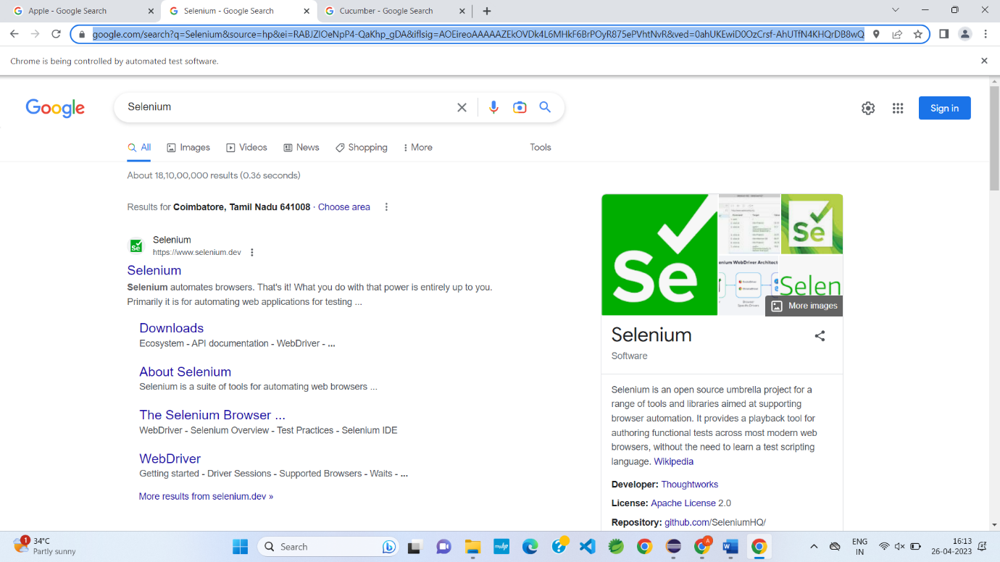 Apple - Google Search
Selenium - Google Search
Cucumber - Google Search
google.com/search?q=Selenium&source=hp&ei=RABJZIOeNpP4-QaKhp_gDA&iflsig=AOEireoAAAAAZEkOVDk4L6MHkF6BrPOyR875ePVhtNvR&ved=0ahUKEwiD0OzCrsf-AhUTfN4KHQrDB8wQ
Chrome is being controlled by automated test software.
Google
Selenium
Sign in
All
Images
Videos
News
Shopping
More
Tools
About 18,10,00,000 results (0.36 seconds)
Results for Coimbatore, Tamil Nadu 641008 · Choose area
Selenium
https://www.selenium.dev
Selenium
Selenium automates browsers. That's it! What you do with that power is entirely up to you.
Primarily it is for automating web applications for testing ...
Downloads
Ecosystem - API documentation - WebDriver - ...
About Selenium
Selenium is a suite of tools for automating web browsers ...
The Selenium Browser ...
WebDriver - Selenium Overview - Test Practices - Selenium IDE
WebDriver
Getting started - Driver Sessions - Supported Browsers - Waits - ...
More results from selenium.dev »
Se
Se
enium WebDriver Architect
Selen
More images
Selenium
Software
Selenium is an open source umbrella project for a
range of tools and libraries aimed at supporting
browser automation. It provides a playback tool for
authoring functional tests across most modern web
browsers, without the need to learn a test scripting
language. Wikipedia
Developer: Thoughtworks
License: Apache License 2.0
Repository: github.com/SeleniumHQ/
1
34°C
Partly sunny
Search
myhp
A
ENG
IN
16:13
26-04-2023